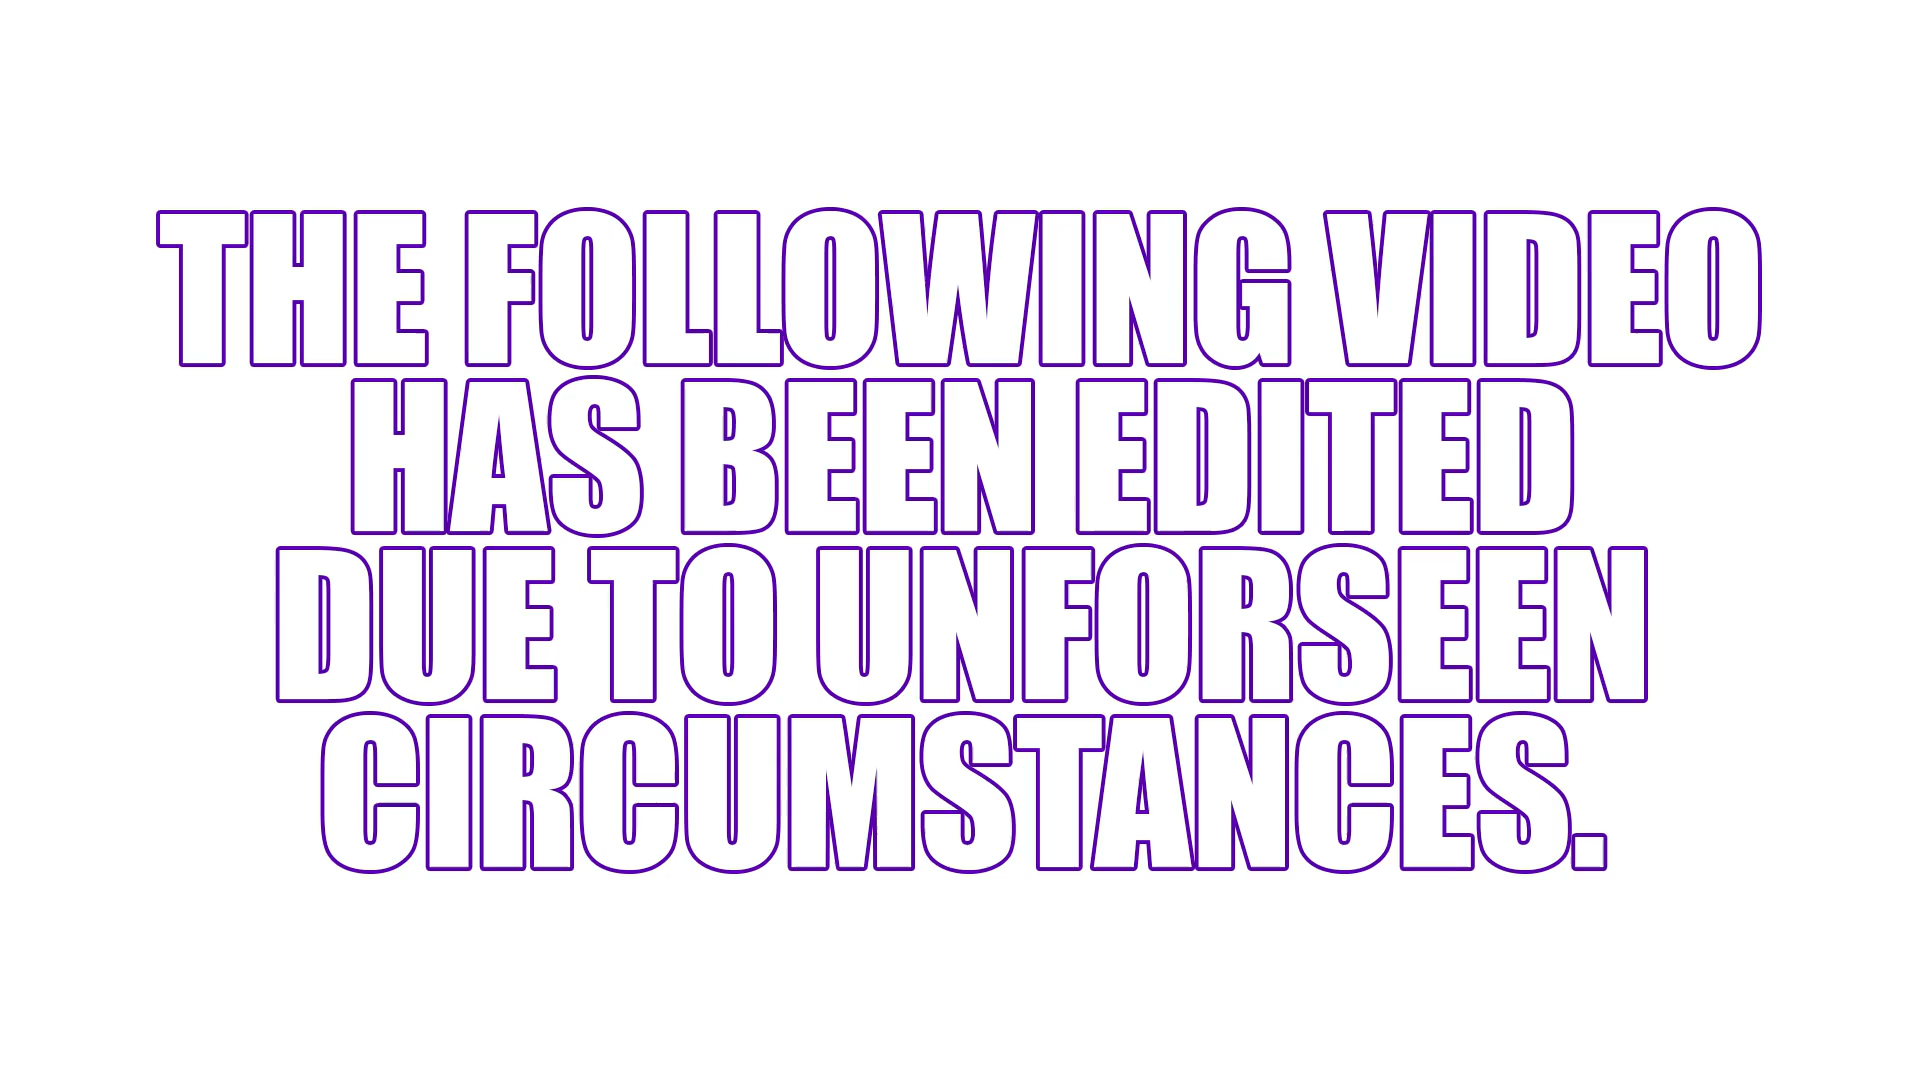 THE FOLLOWING VIDEO
HAS BEEN EDITED
DUE TO UNFORSEEN
CIRCUMSTANCES.